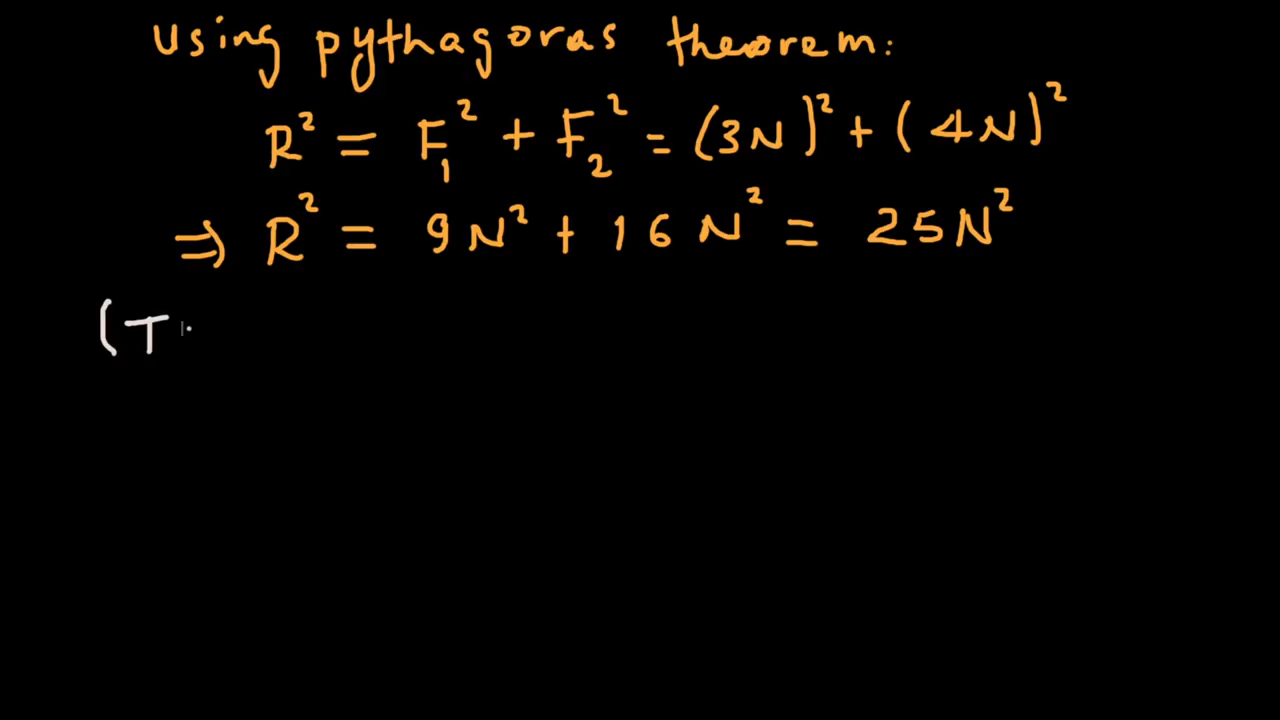 Using pythagoras theorem:
R² = F₁² + F₂² = (3N)² + (4N)²
⇒ R² = 9N² + 16N² = 25N²
(T